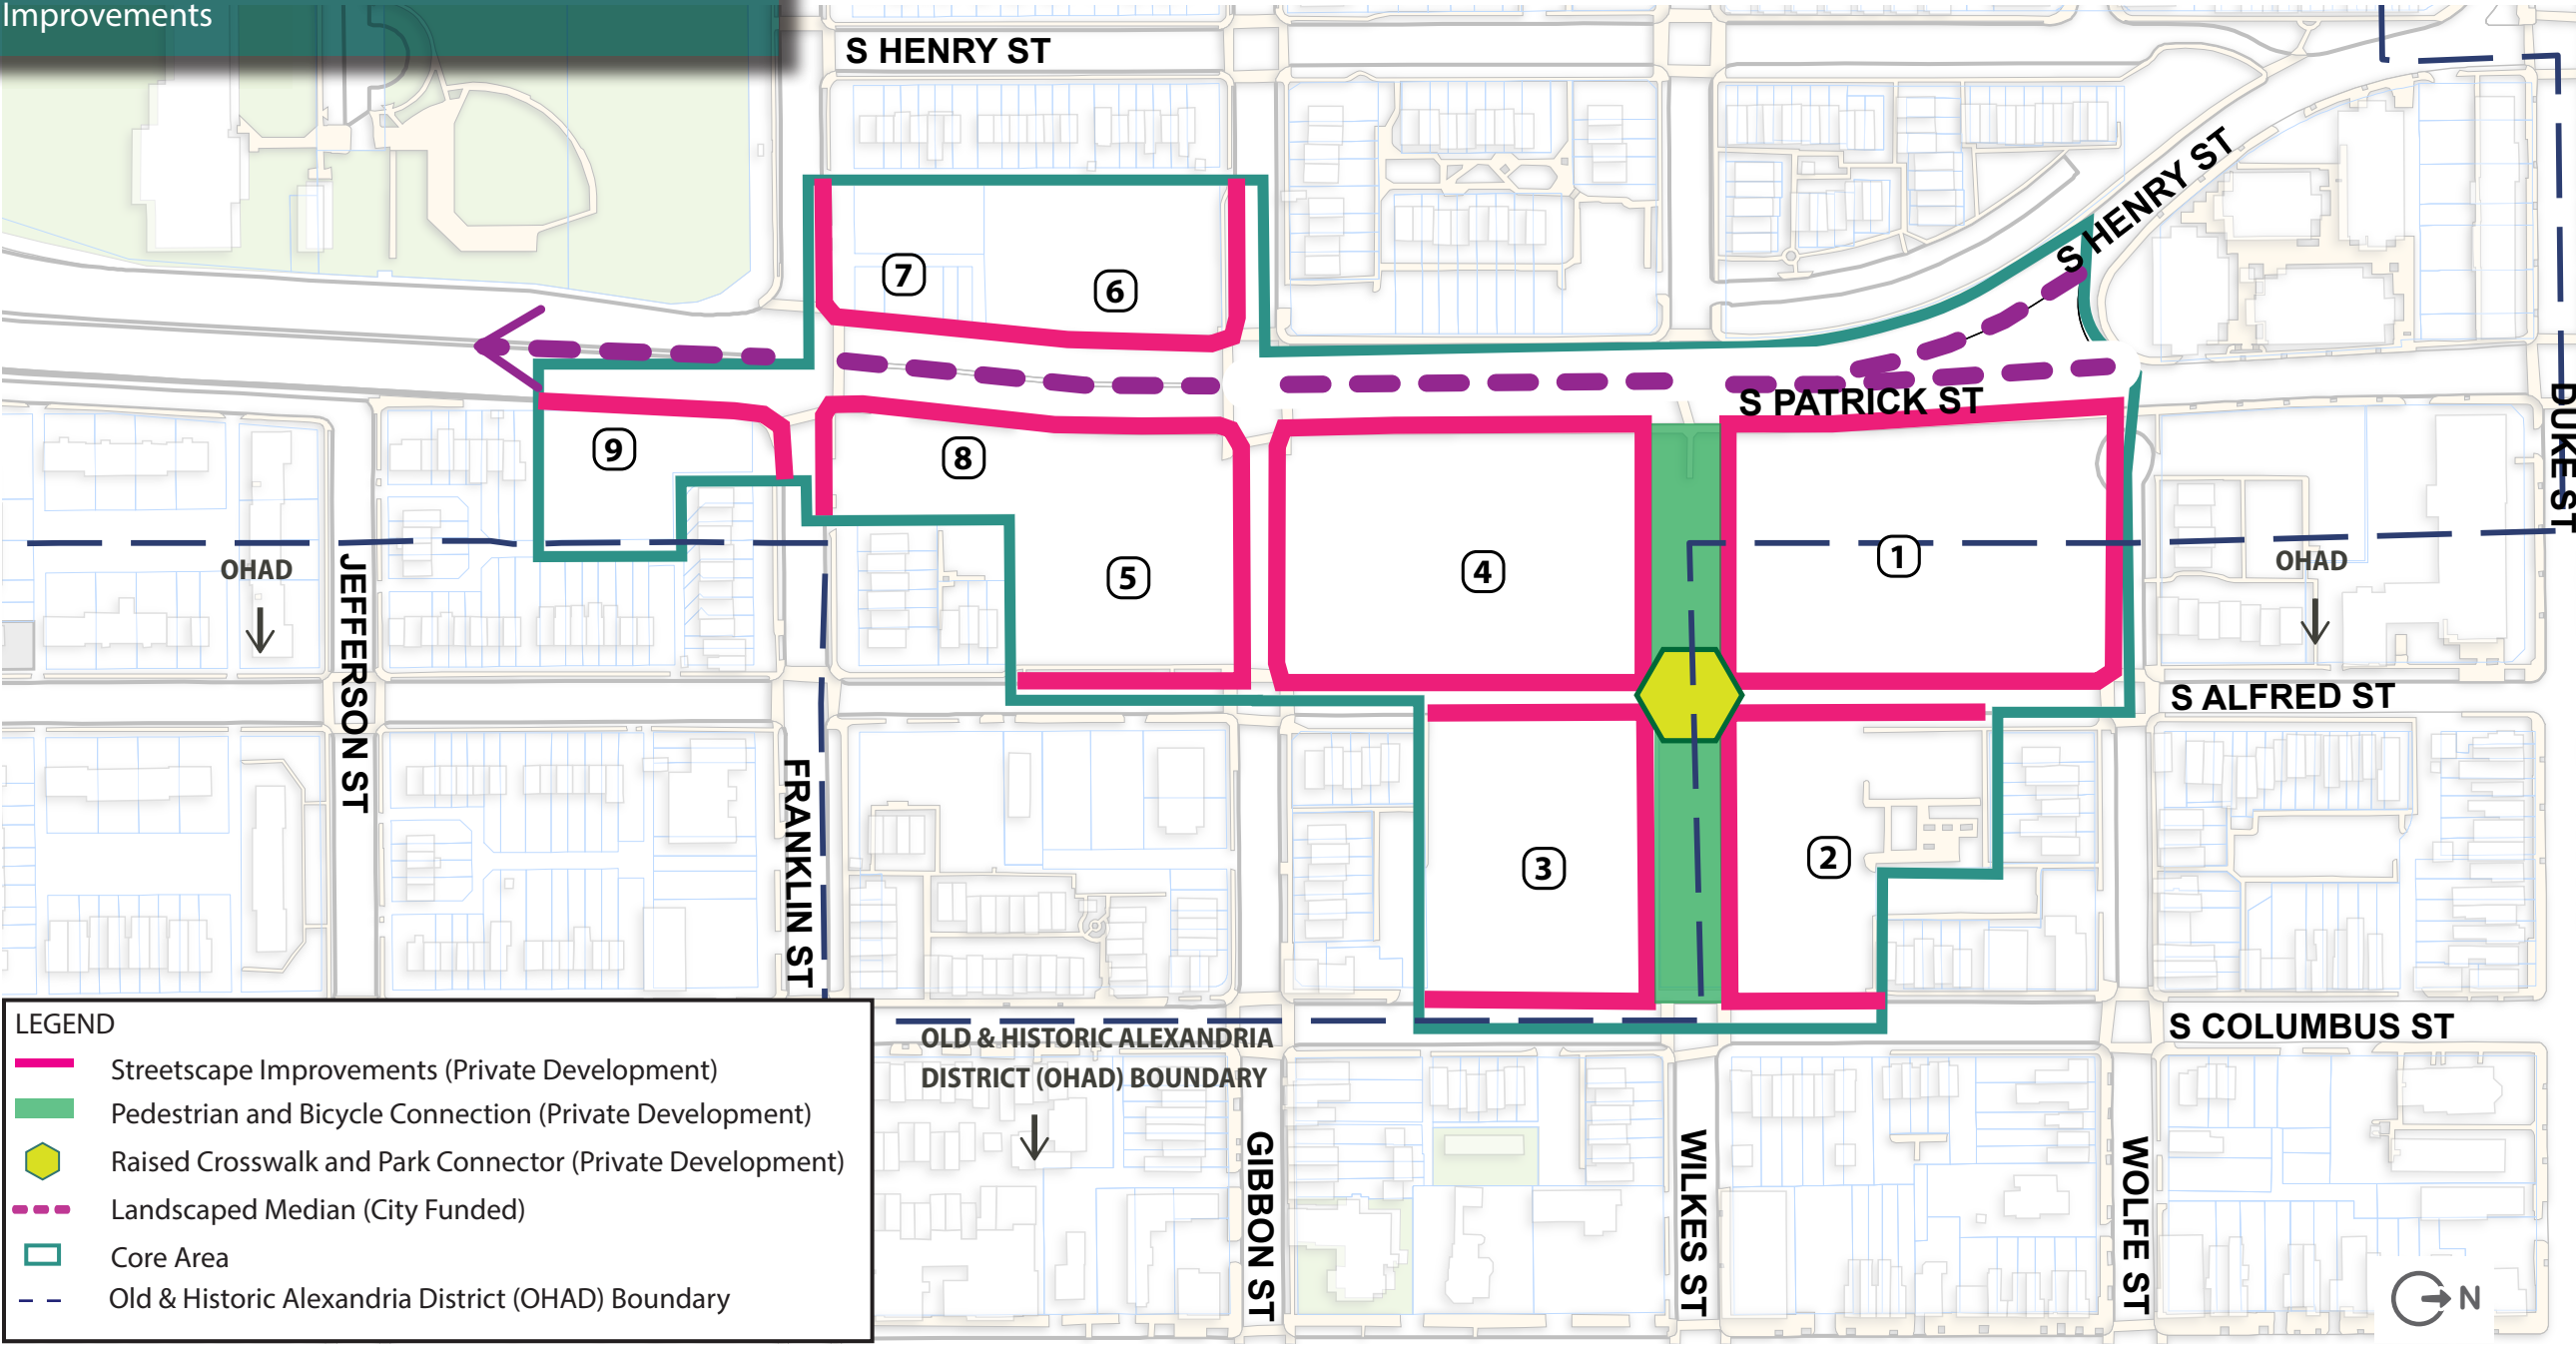 Improvements
S HENRY ST
S HENRY ST
7
6
S PATRICK ST
DUKE ST
9
8
5
4
1
OHAD
OHAD
JEFFERSON ST
S ALFRED ST
FRANKLIN ST
3
2
S COLUMBUS ST
OLD & HISTORIC ALEXANDRIA
DISTRICT (OHAD) BOUNDARY
GIBBON ST
WILKES ST
WOLFE ST
LEGEND
Streetscape Improvements (Private Development)
Pedestrian and Bicycle Connection (Private Development)
Raised Crosswalk and Park Connector (Private Development)
Landscaped Median (City Funded)
Core Area
Old & Historic Alexandria District (OHAD) Boundary
N